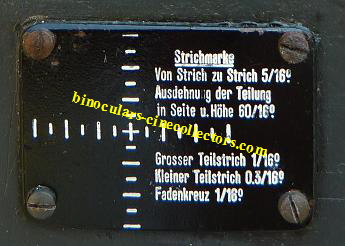 Strichmarke
Von Strich zu Strich 5/16º
Ausdehnung der Teilung
in Seite u. Höhe 60/16º
binoculars-cinecollectors.com
Grosser Teilstrich 1/16º
Kleiner Teilstrich 0.3/16º
Fadenkreuz 1/16º